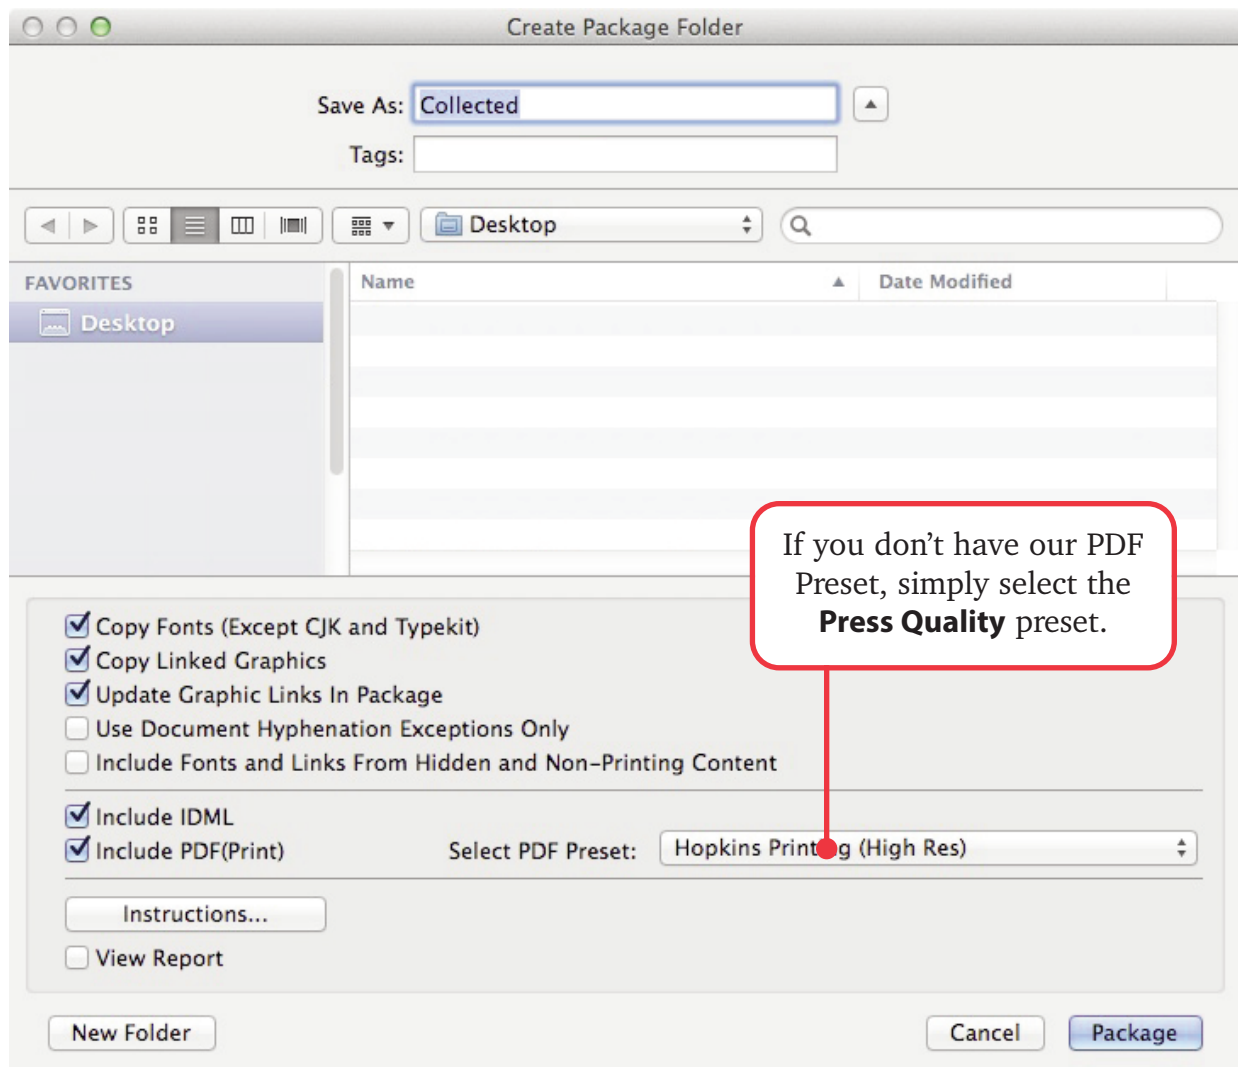 Create Package Folder
Save As: Collected
Tags:
Desktop
FAVORITES
Name
Date Modified
Desktop
If you don’t have our PDF
Preset, simply select the
Press Quality preset.
Copy Fonts (Except CJK and Typekit)
Copy Linked Graphics
Update Graphic Links In Package
Use Document Hyphenation Exceptions Only
Include Fonts and Links From Hidden and Non-Printing Content
Include IDML
Include PDF(Print)
Select PDF Preset: Hopkins Printing (High Res)
Instructions...
View Report
New Folder
Cancel
Package